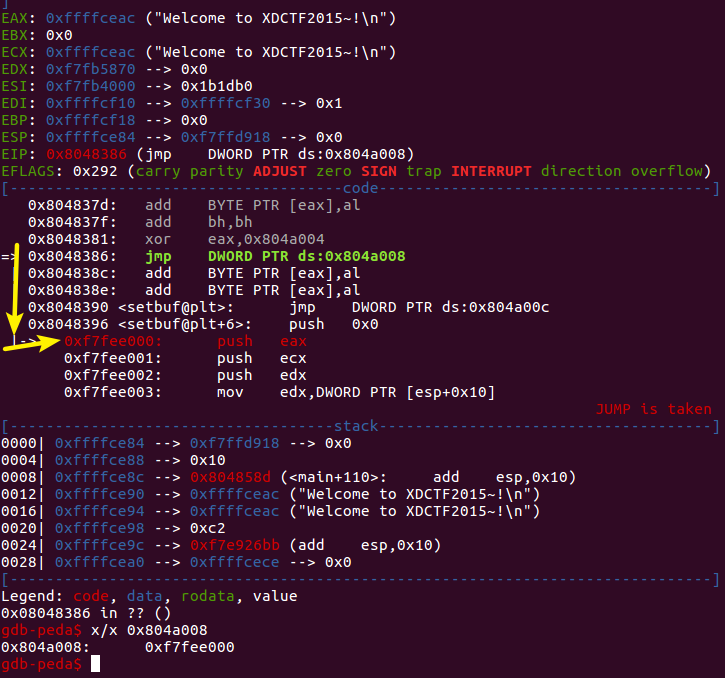 ]
EAX: 0xffffceac ("Welcome to XDCTF2015~!\n")
EBX: 0x0
ECX: 0xffffceac ("Welcome to XDCTF2015~!\n")
EDX: 0xf7fb5870 --> 0x0
ESI: 0xf7fb4000 --> 0x1b1db0
EDI: 0xffffcf10 --> 0xffffcf30 --> 0x1
EBP: 0xffffcf18 --> 0x0
ESP: 0xffffce84 --> 0xf7ffd918 --> 0x0
EIP: 0x8048386 (jmp    DWORD PTR ds:0x804a008)
EFLAGS: 0x292 (carry parity ADJUST zero SIGN trap INTERRUPT direction overflow)
[-------------------------------------code-------------------------------------]
   0x804837d:	add    BYTE PTR [eax],al
   0x804837f:	add    bh,bh
   0x8048381:	xor    eax,0x804a004
=> 0x8048386:	jmp    DWORD PTR ds:0x804a008
   0x804838c:	add    BYTE PTR [eax],al
   0x804838e:	add    BYTE PTR [eax],al
   0x8048390 <setbuf@plt>:	jmp    DWORD PTR ds:0x804a00c
   0x8048396 <setbuf@plt+6>:	push   0x0
 |-> 0xf7fee000:	push   eax
     0xf7fee001:	push   ecx
     0xf7fee002:	push   edx
     0xf7fee003:	mov    edx,DWORD PTR [esp+0x10]
JUMP is taken
[------------------------------------stack-------------------------------------]
0000| 0xffffce84 --> 0xf7ffd918 --> 0x0
0004| 0xffffce88 --> 0x10
0008| 0xffffce8c --> 0x804858d (<main+110>:	add    esp,0x10)
0012| 0xffffce90 --> 0xffffceac ("Welcome to XDCTF2015~!\n")
0016| 0xffffce94 --> 0xffffceac ("Welcome to XDCTF2015~!\n")
0020| 0xffffce98 --> 0xc2
0024| 0xffffce9c --> 0xf7e926bb (add    esp,0x10)
0028| 0xffffcea0 --> 0xffffcece --> 0x0
[------------------------------------------------------------------------------]
Legend: code, data, rodata, value
0x08048386 in ?? ()
gdb-peda$ x/x 0x804a008
0x804a008:	0xf7fee000
gdb-peda$